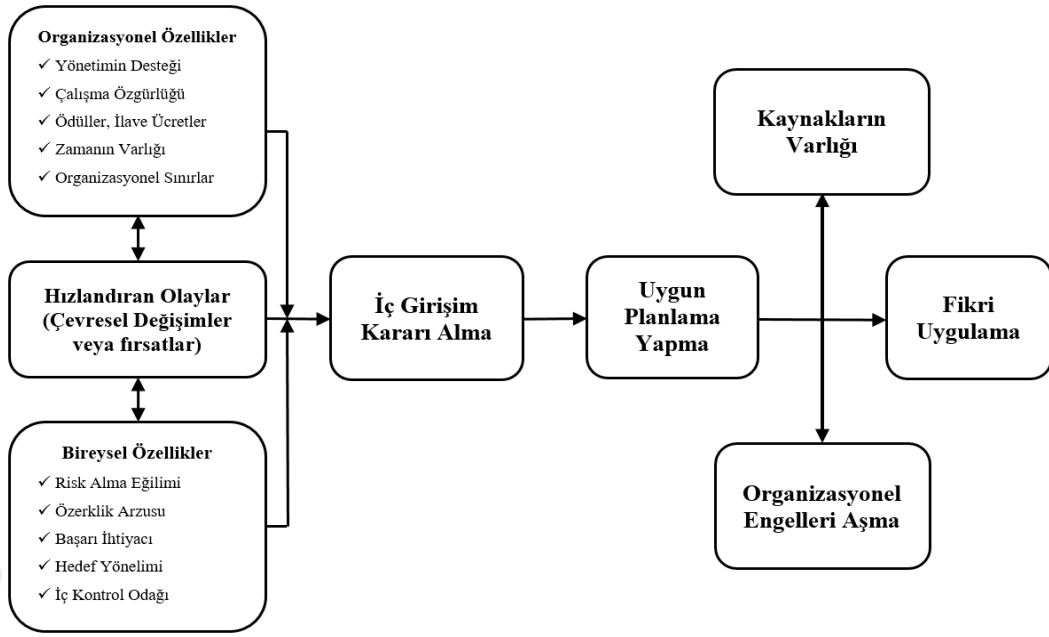 Organizasyonel Özellikler
✓ Yönetimin Desteği
✓ Çalışma Özgürlüğü
✓ Ödüller, İlave Ücretler
✓ Zamanın Varlığı
✓ Organizasyonel Sınırlar
Hızlandıran Olaylar
(Çevresel Değişimler
veya fırsatlar)
Bireysel Özellikler
✓ Risk Alma Eğilimi
✓ Özerklik Arzusu
✓ Başarı İhtiyacı
✓ Hedef Yönelimi
✓ İç Kontrol Odağı
İç Girişim
Kararı Alma
Uygun
Planlama
Yapma
Kaynakların
Varlığı
Organizasyonel
Engelleri Aşma
Fikri
Uygulama